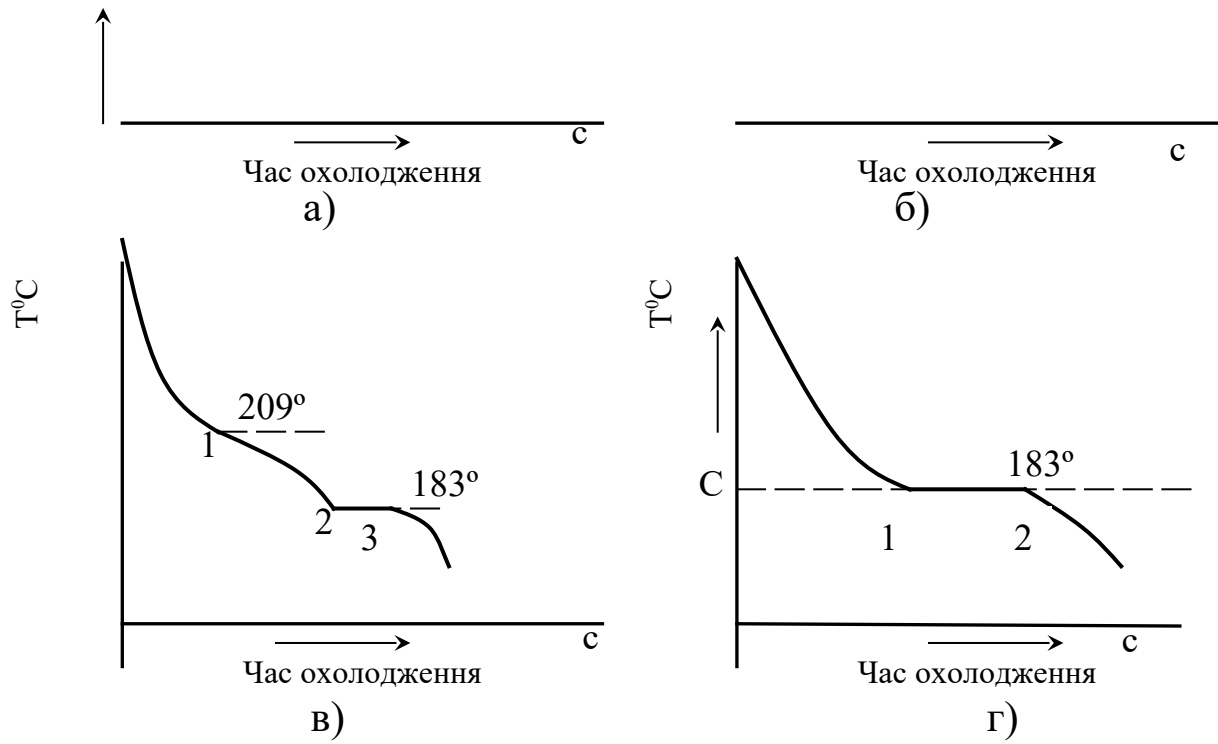 с
Час охолодження
а)
с
Час охолодження
б)
T⁰C
209º
1
183º
2
3
с
Час охолодження
в)
T⁰C
С
183º
1
2
с
Час охолодження
г)